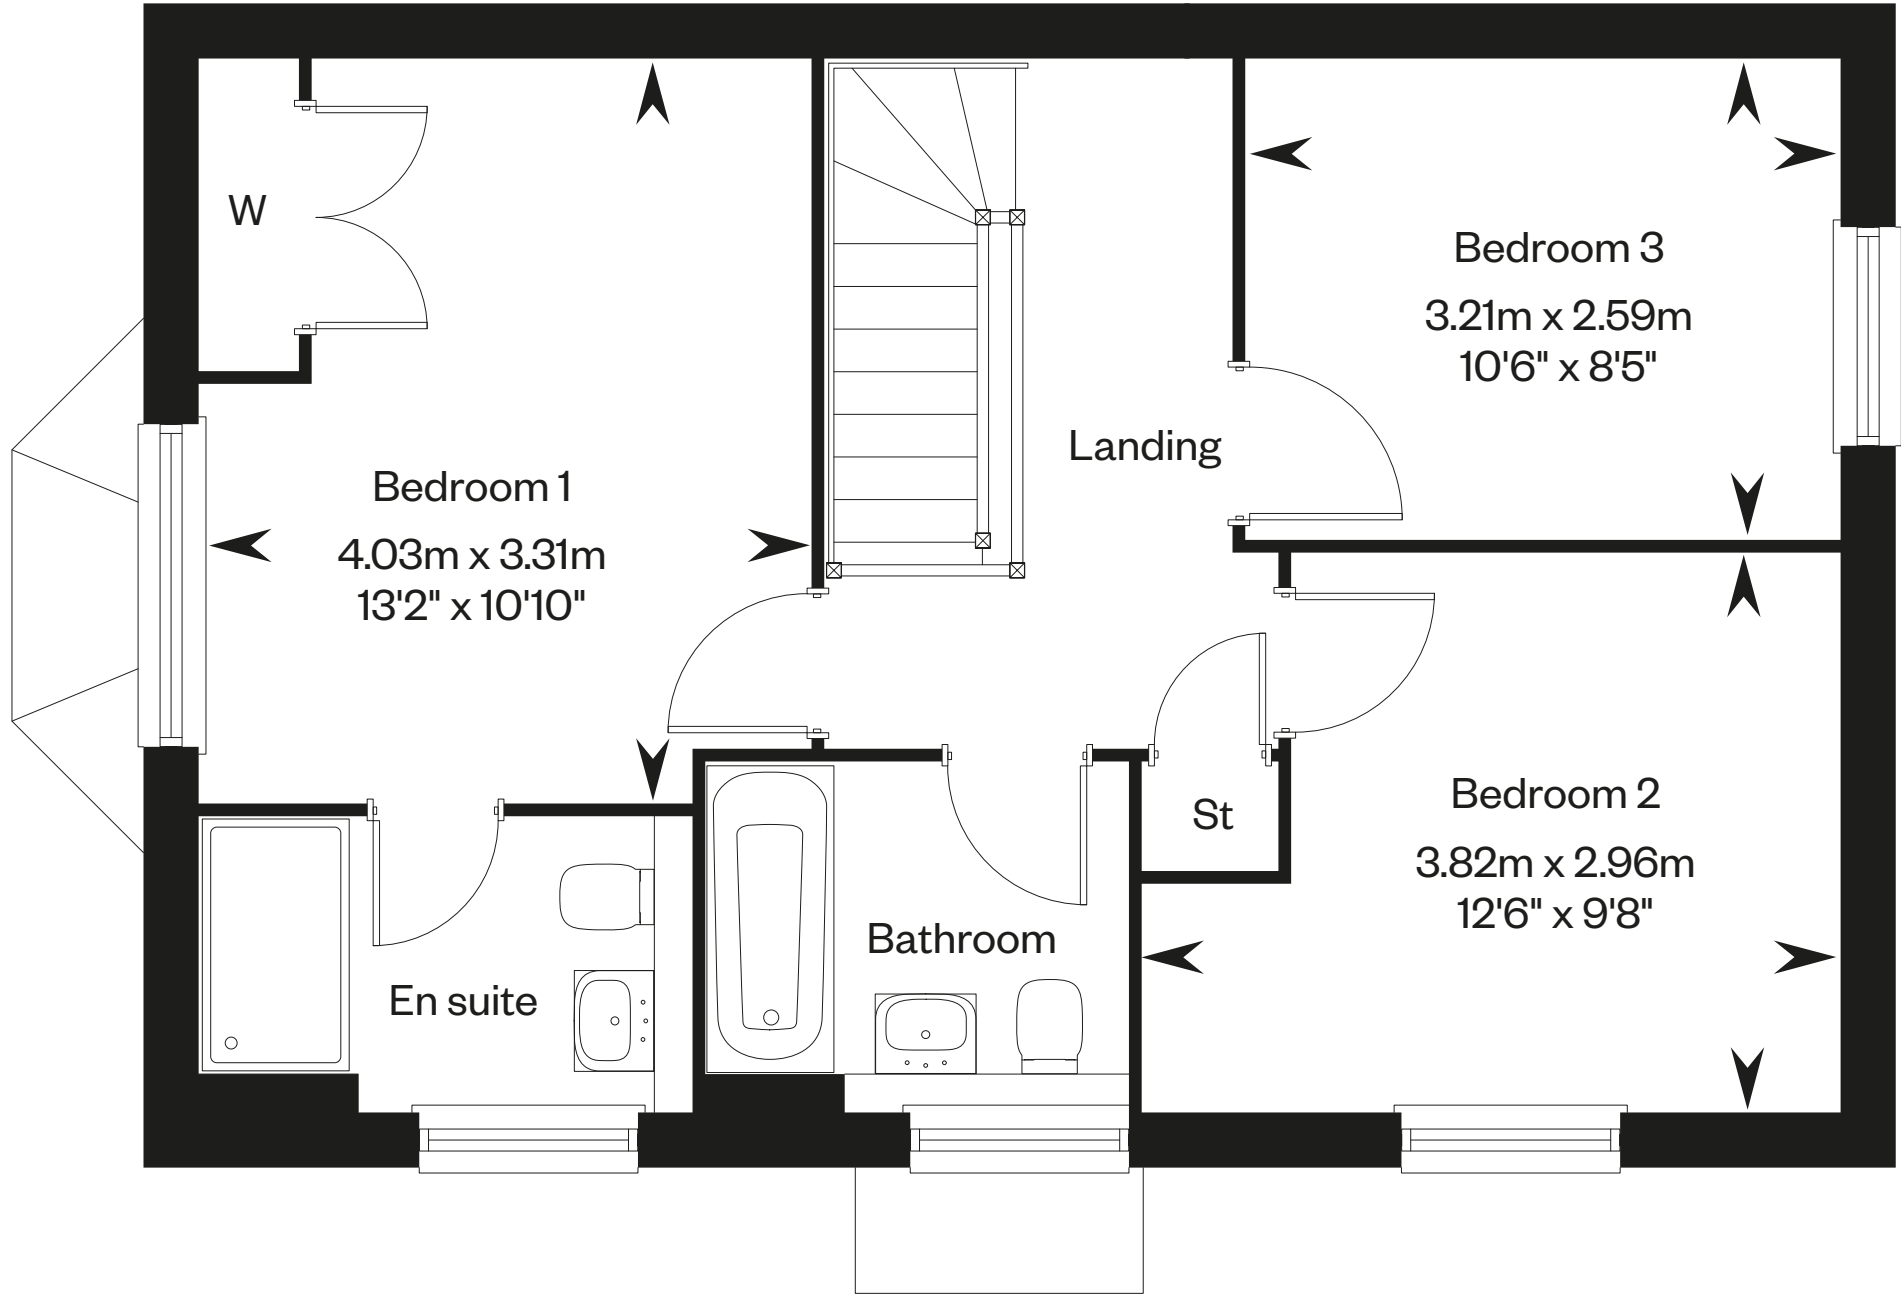 W
Bedroom 1
4.03m x 3.31m
13'2" x 10'10"
Landing
Bedroom 3
3.21m x 2.59m
10'6" x 8'5"
En suite
Bathroom
St
Bedroom 2
3.82m x 2.96m
12'6" x 9'8"